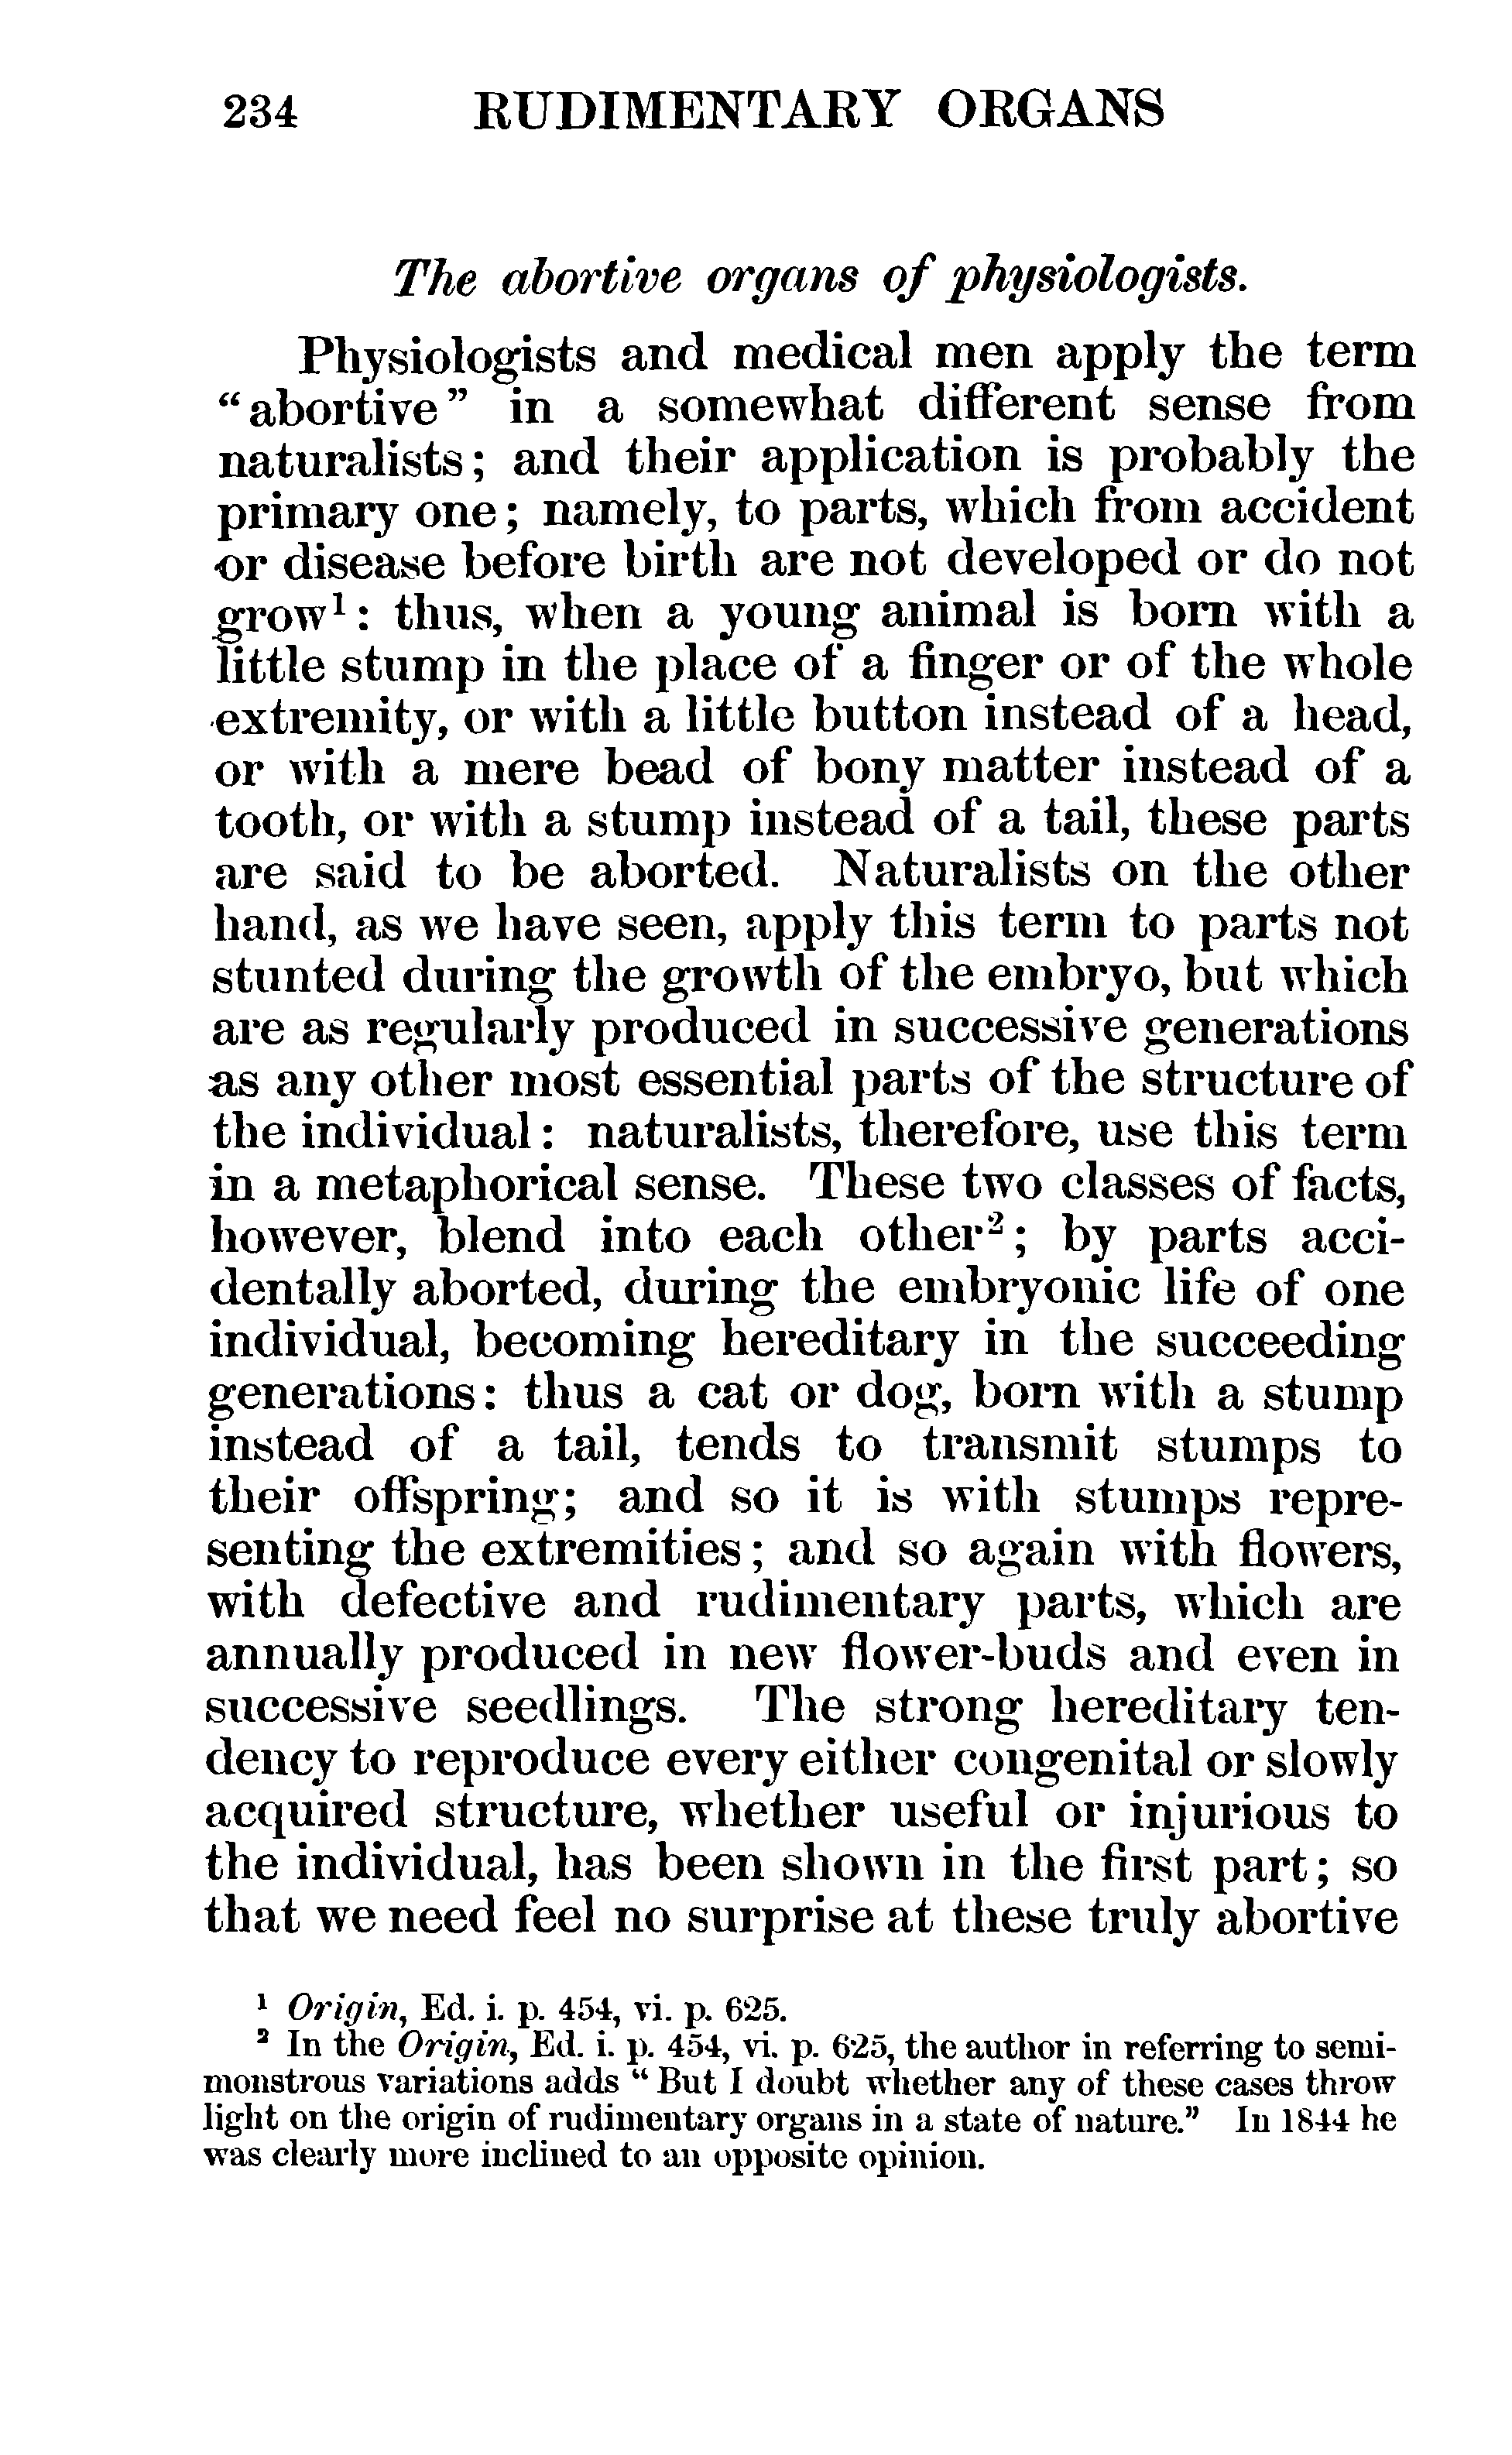 234 RUDIMENTARY ORGANS
The abortive organs of physiologists.
Physiologists and medical men apply the term
“abortive” in a somewhat different sense from
naturalists; and their application is probably the
primary one; namely, to parts, which from accident
or disease before birth are not developed or do not
grow¹: thus, when a young animal is born with a
little stump in the place of a finger or of the whole
extremity, or with a little button instead of a head,
or with a mere bead of bony matter instead of a
tooth, or with a stump instead of a tail, these parts
are said to be aborted. Naturalists on the other
hand, as we have seen, apply this term to parts not
stunted during the growth of the embryo, but which
are as regularly produced in successive generations
as any other most essential parts of the structure of
the individual: naturalists, therefore, use this term
in a metaphorical sense. These two classes of facts,
however, blend into each other²; by parts acci-
dentally aborted, during the embryonic life of one
individual, becoming hereditary in the succeeding
generations: thus a cat or dog, born with a stump
instead of a tail, tends to transmit stumps to
their offspring; and so it is with stumps repre-
senting the extremities; and so again with flowers,
with defective and rudimentary parts, which are
annually produced in new flower-buds and even in
successive seedlings. The strong hereditary ten-
dency to reproduce every either congenital or slowly
acquired structure, whether useful or injurious to
the individual, has been shown in the first part; so
that we need feel no surprise at these truly abortive
¹ Origin, Ed. i. p. 454, vi. p. 625.
² In the Origin, Ed. i. p. 454, vi. p. 625, the author in referring to semi-
monstrous variations adds “But I doubt whether any of these cases throw
light on the origin of rudimentary organs in a state of nature.” In 1844 he
was clearly more inclined to an opposite opinion.